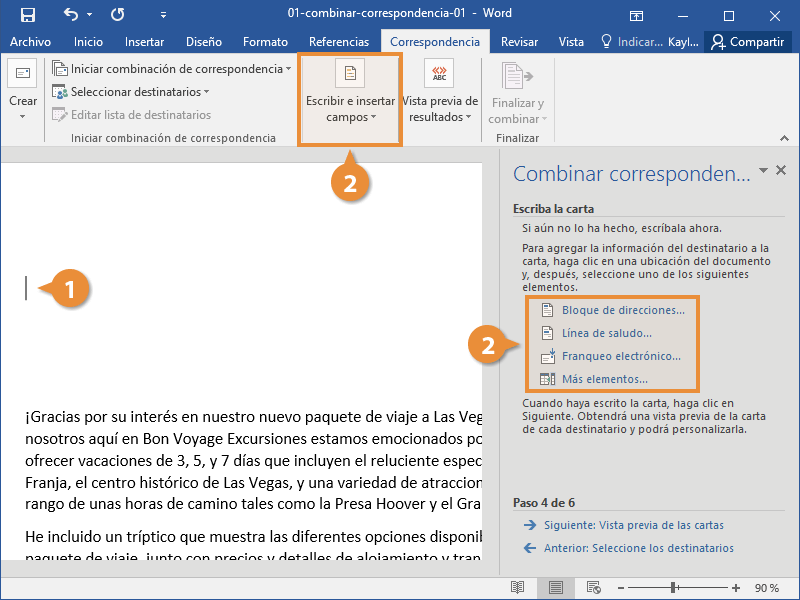 01-combinar-correspondencia-01 - Word
Archivo Inicio Insertar Diseño Formato Referencias Correspondencia Revisar Vista Indicar... Kayl... Compartir
Crear
Iniciar combinación de correspondencia
Seleccionar destinatarios
Editar lista de destinatarios
Iniciar combinación de correspondencia
Escribir e insertar
campos
ABC
Vista previa de
resultados
Finalizar y
combinar
Finalizar
2
1
¡Gracias por su interés en nuestro nuevo paquete de viaje a Las Veg
nosotros aquí en Bon Voyage Excursiones estamos emocionados po
ofrecer vacaciones de 3, 5, y 7 días que incluyen el reluciente espec
Franja, el centro histórico de Las Vegas, y una variedad de atraccion
rango de unas horas de camino tales como la Presa Hoover y el Gra
He incluido un tríptico que muestra las diferentes opciones disponib
paquete de viaje, junto con precios y detalles de alojamiento y tran
Combinar corresponden...
Escriba la carta
Si aún no lo ha hecho, escríbala ahora.
Para agregar la información del destinatario a la
carta, haga clic en una ubicación del documento
y, después, seleccione uno de los siguientes
elementos.
Bloque de direcciones...
Línea de saludo...
2
Franqueo electrónico...
Más elementos...
Cuando haya escrito la carta, haga clic en
Siguiente. Obtendrá una vista previa de la carta
de cada destinatario y podrá personalizarla.
Paso 4 de 6
Siguiente: Vista previa de las cartas
Anterior: Seleccione los destinatarios
90 %